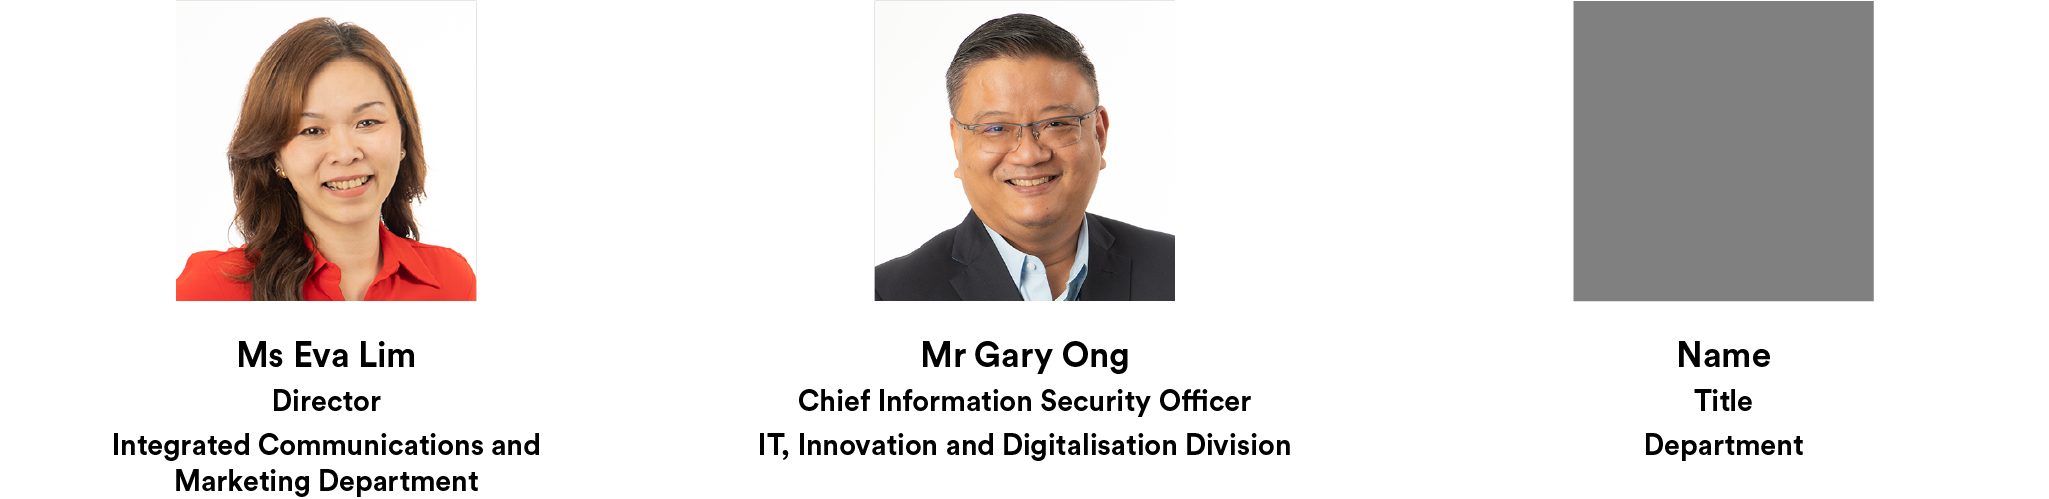 Ms Eva Lim
Director
Integrated Communications and
Marketing Department
Mr Gary Ong
Chief Information Security Officer
IT, Innovation and Digitalisation Division
Name
Title
Department